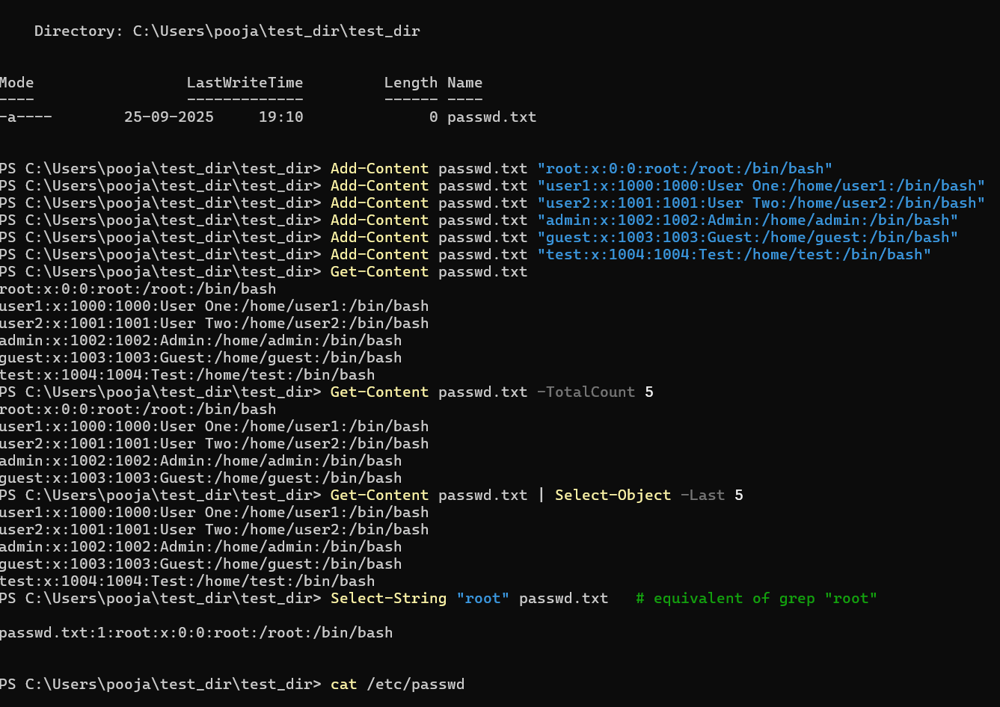 Directory: C:\Users\pooja\test_dir\test_dir
Mode                 LastWriteTime         Length Name
----                 -------------         ------ ----
-a----        25-09-2025     19:10              0 passwd.txt
PS C:\Users\pooja\test_dir\test_dir> Add-Content passwd.txt "root:x:0:0:root:/root:/bin/bash"
PS C:\Users\pooja\test_dir\test_dir> Add-Content passwd.txt "user1:x:1000:1000:User One:/home/user1:/bin/bash"
PS C:\Users\pooja\test_dir\test_dir> Add-Content passwd.txt "user2:x:1001:1001:User Two:/home/user2:/bin/bash"
PS C:\Users\pooja\test_dir\test_dir> Add-Content passwd.txt "admin:x:1002:1002:Admin:/home/admin:/bin/bash"
PS C:\Users\pooja\test_dir\test_dir> Add-Content passwd.txt "guest:x:1003:1003:Guest:/home/guest:/bin/bash"
PS C:\Users\pooja\test_dir\test_dir> Add-Content passwd.txt "test:x:1004:1004:Test:/home/test:/bin/bash"
PS C:\Users\pooja\test_dir\test_dir> Get-Content passwd.txt
root:x:0:0:root:/root:/bin/bash
user1:x:1000:1000:User One:/home/user1:/bin/bash
user2:x:1001:1001:User Two:/home/user2:/bin/bash
admin:x:1002:1002:Admin:/home/admin:/bin/bash
guest:x:1003:1003:Guest:/home/guest:/bin/bash
test:x:1004:1004:Test:/home/test:/bin/bash
PS C:\Users\pooja\test_dir\test_dir> Get-Content passwd.txt -TotalCount 5
root:x:0:0:root:/root:/bin/bash
user1:x:1000:1000:User One:/home/user1:/bin/bash
user2:x:1001:1001:User Two:/home/user2:/bin/bash
admin:x:1002:1002:Admin:/home/admin:/bin/bash
guest:x:1003:1003:Guest:/home/guest:/bin/bash
PS C:\Users\pooja\test_dir\test_dir> Get-Content passwd.txt | Select-Object -Last 5
user1:x:1000:1000:User One:/home/user1:/bin/bash
user2:x:1001:1001:User Two:/home/user2:/bin/bash
admin:x:1002:1002:Admin:/home/admin:/bin/bash
guest:x:1003:1003:Guest:/home/guest:/bin/bash
test:x:1004:1004:Test:/home/test:/bin/bash
PS C:\Users\pooja\test_dir\test_dir> Select-String "root" passwd.txt   # equivalent of grep "root"
passwd.txt:1:root:x:0:0:root:/root:/bin/bash
PS C:\Users\pooja\test_dir\test_dir> cat /etc/passwd